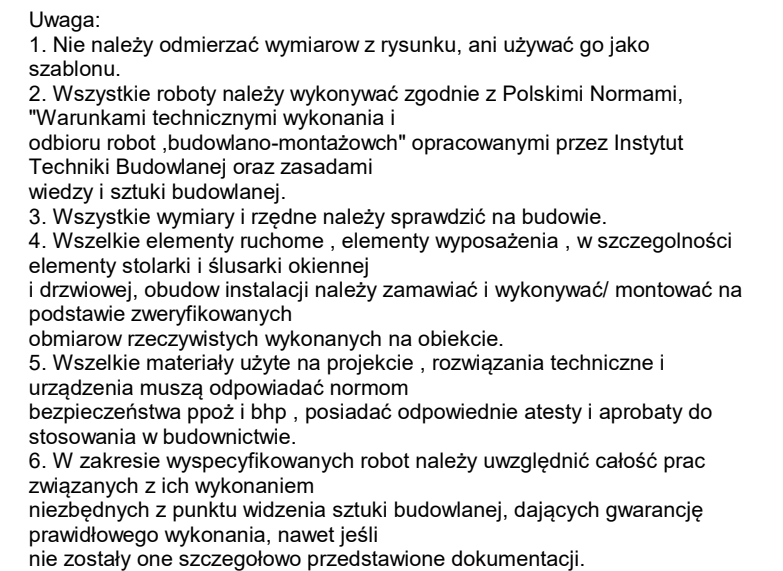 Uwaga:
1. Nie należy odmierzać wymiarow z rysunku, ani używać go jako
szablonu.
2. Wszystkie roboty należy wykonywać zgodnie z Polskimi Normami,
"Warunkami technicznymi wykonania i
odbioru robot ,budowlano-montażowch" opracowanymi przez Instytut
Techniki Budowlanej oraz zasadami
wiedzy i sztuki budowlanej.
3. Wszystkie wymiary i rzędne należy sprawdzić na budowie.
4. Wszelkie elementy ruchome , elementy wyposażenia , w szczegolności
elementy stolarki i ślusarki okiennej
i drzwiowej, obudow instalacji należy zamawiać i wykonywać/ montować na
podstawie zweryfikowanych
obmiarow rzeczywistych wykonanych na obiekcie.
5. Wszelkie materiały użyte na projekcie , rozwiązania techniczne i
urządzenia muszą odpowiadać normom
bezpieczeństwa ppoż i bhp , posiadać odpowiednie atesty i aprobaty do
stosowania w budownictwie.
6. W zakresie wyspecyfikowanych robot należy uwzględnić całość prac
związanych z ich wykonaniem
niezbędnych z punktu widzenia sztuki budowlanej, dających gwarancję
prawidłowego wykonania, nawet jeśli
nie zostały one szczegołowo przedstawione dokumentacji.